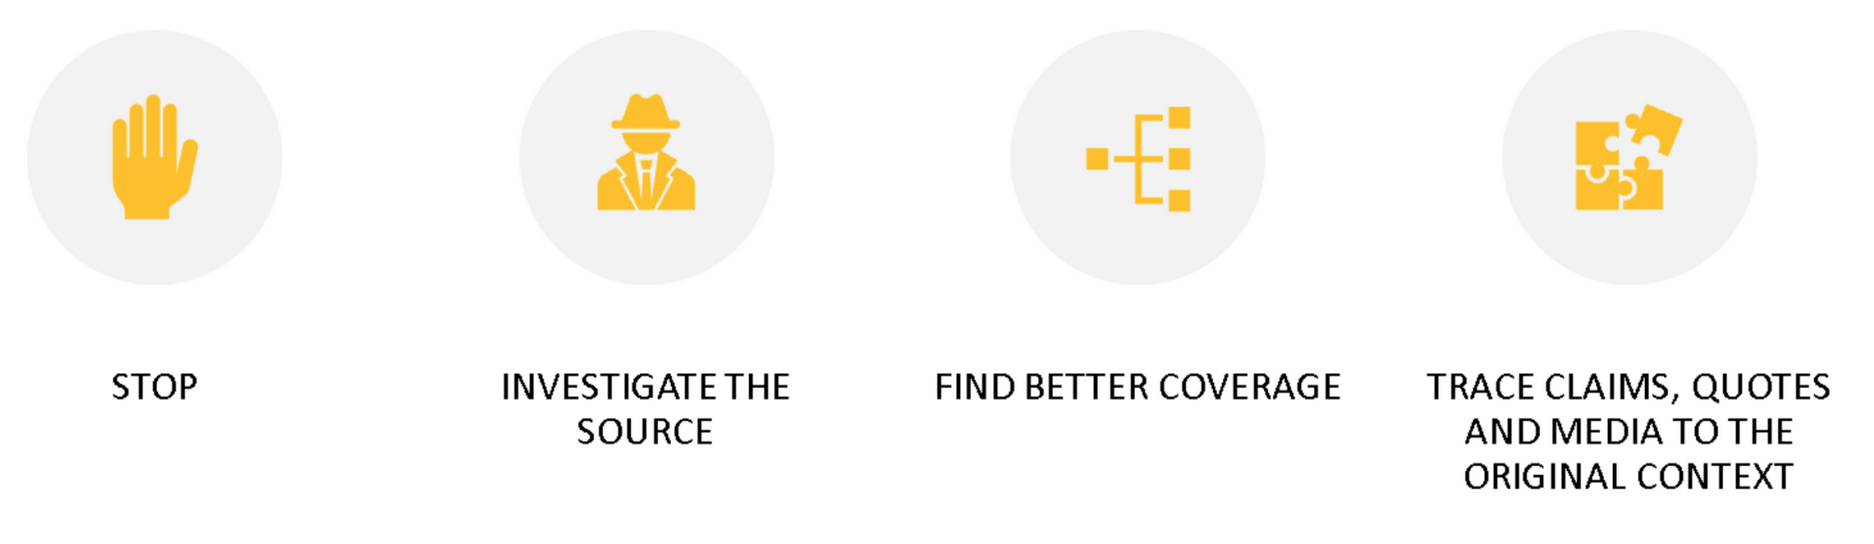 STOP
INVESTIGATE THE
SOURCE
FIND BETTER COVERAGE
TRACE CLAIMS, QUOTES
AND MEDIA TO THE
ORIGINAL CONTEXT